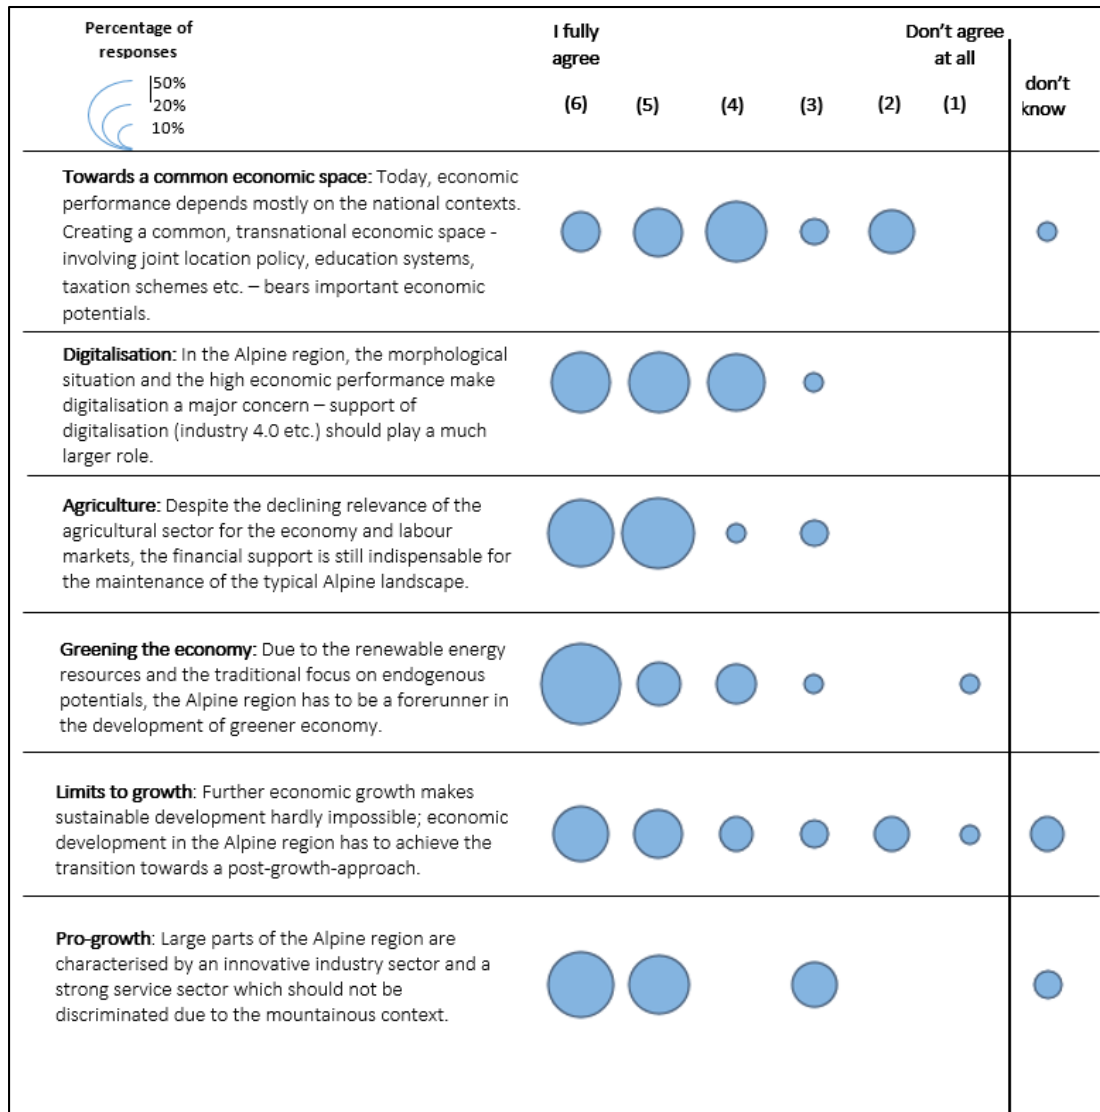 Percentage of
responses
50%
20%
10%
I fully
agree
Don't agree
at all
don't
know
(6) (5) (4) (3) (2) (1)
Towards a common economic space: Today, economic
performance depends mostly on the national contexts.
Creating a common, transnational economic space -
involving joint location policy, education systems,
taxation schemes etc. – bears important economic
potentials.
Digitalisation: In the Alpine region, the morphological
situation and the high economic performance make
digitalisation a major concern – support of
digitalisation (industry 4.0 etc.) should play a much
larger role.
Agriculture: Despite the declining relevance of the
agricultural sector for the economy and labour
markets, the financial support is still indispensable for
the maintenance of the typical Alpine landscape.
Greening the economy: Due to the renewable energy
resources and the traditional focus on endogenous
potentials, the Alpine region has to be a forerunner in
the development of greener economy.
Limits to growth: Further economic growth makes
sustainable development hardly impossible; economic
development in the Alpine region has to achieve the
transition towards a post-growth-approach.
Pro-growth: Large parts of the Alpine region are
characterised by an innovative industry sector and a
strong service sector which should not be
discriminated due to the mountainous context.